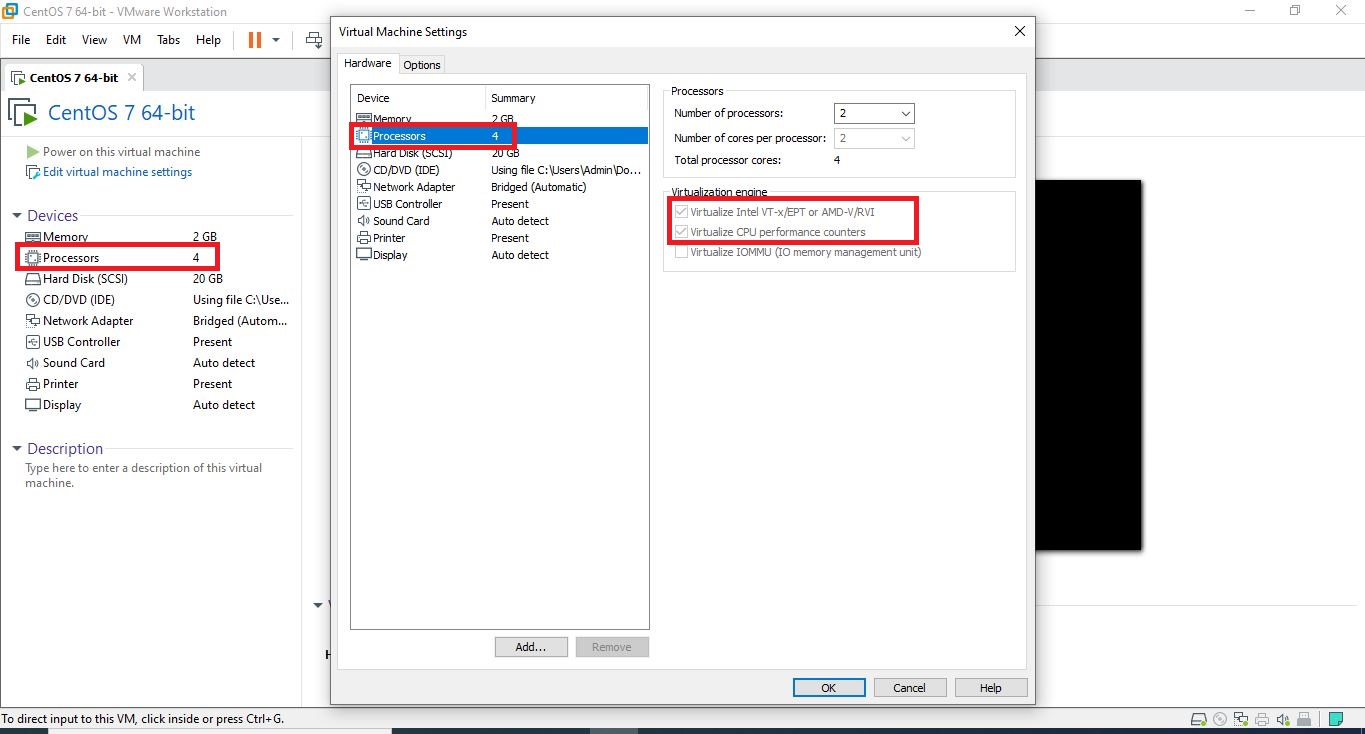 CentOS 7 64-bit - VMware Workstation
File Edit View VM Tabs Help
CentOS 7 64-bit
CentOS 7 64-bit
Power on this virtual machine
Edit virtual machine settings
Devices
Memory 2 GB
Processors 4
Hard Disk (SCSI) 20 GB
CD/DVD (IDE) Using file C:\Use...
Network Adapter Bridged (Autom...
USB Controller Present
Sound Card Auto detect
Printer Present
Display Auto detect
Description
Type here to enter a description of this virtual
machine.
Virtual Machine Settings
Hardware Options
Device Summary
Memory 2 GB
Processors 4
Hard Disk (SCSI) 20 GB
CD/DVD (IDE) Using file C:\Users\Admin\Do...
Network Adapter Bridged (Automatic)
USB Controller Present
Sound Card Auto detect
Printer Present
Display Auto detect
Add... Remove
Processors
Number of processors: 2
Number of cores per processor: 2
Total processor cores: 4
Virtualization engine
Virtualize Intel VT-x/EPT or AMD-V/RVI
Virtualize CPU performance counters
Virtualize IOMMU (IO memory management unit)
OK Cancel Help
To direct input to this VM, click inside or press Ctrl+G.